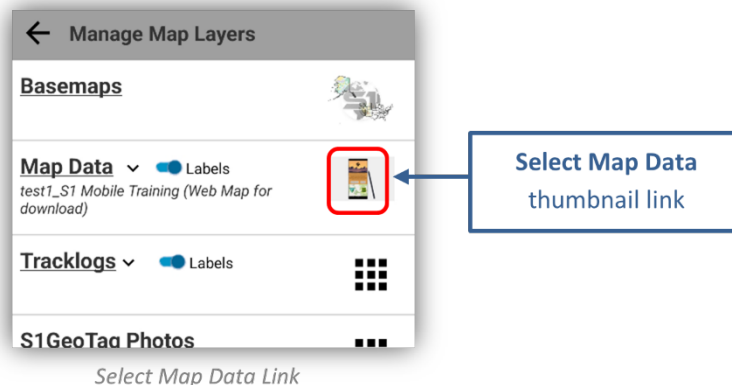 Manage Map Layers
Basemaps
S1
Map Data
Labels
test1_S1 Mobile Training (Web Map for
download)
Select Map Data
thumbnail link
Tracklogs
Labels
S1GeoTag Photos
Select Map Data Link